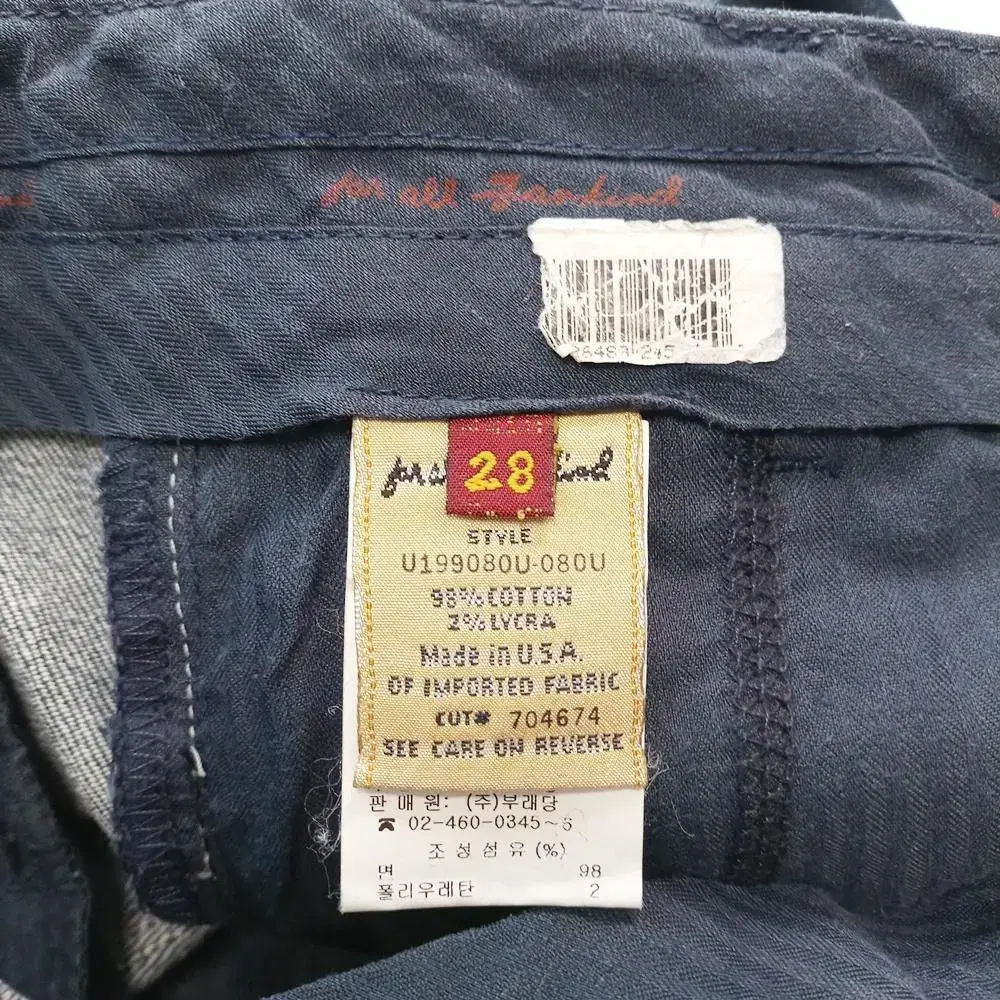 for all mankind
28
STYLE
U199080U-080U
98% COTTON
2% LYCRA
Made in U.S.A.
OF IMPORTED FABRIC
CUT# 704674
SEE CARE ON REVERSE
판 매 원: (주)부래당
02-460-0345~6
조 성 섬 유 (%)
면 98
폴리우레탄 2